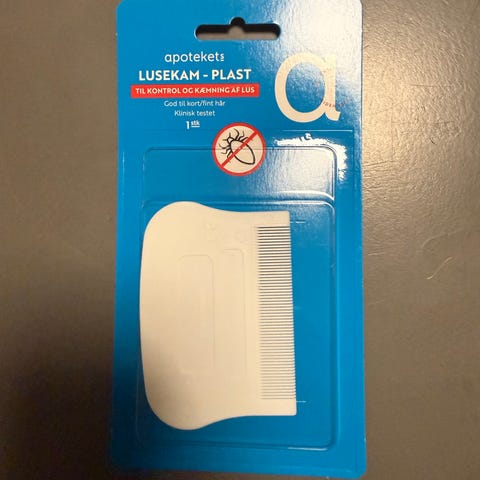 apotekets
LUSEKAM - PLAST
TIL KONTROL OG KÆMNING AF LUS
God til kort/fint hår
Klinisk testet
1 stk
a